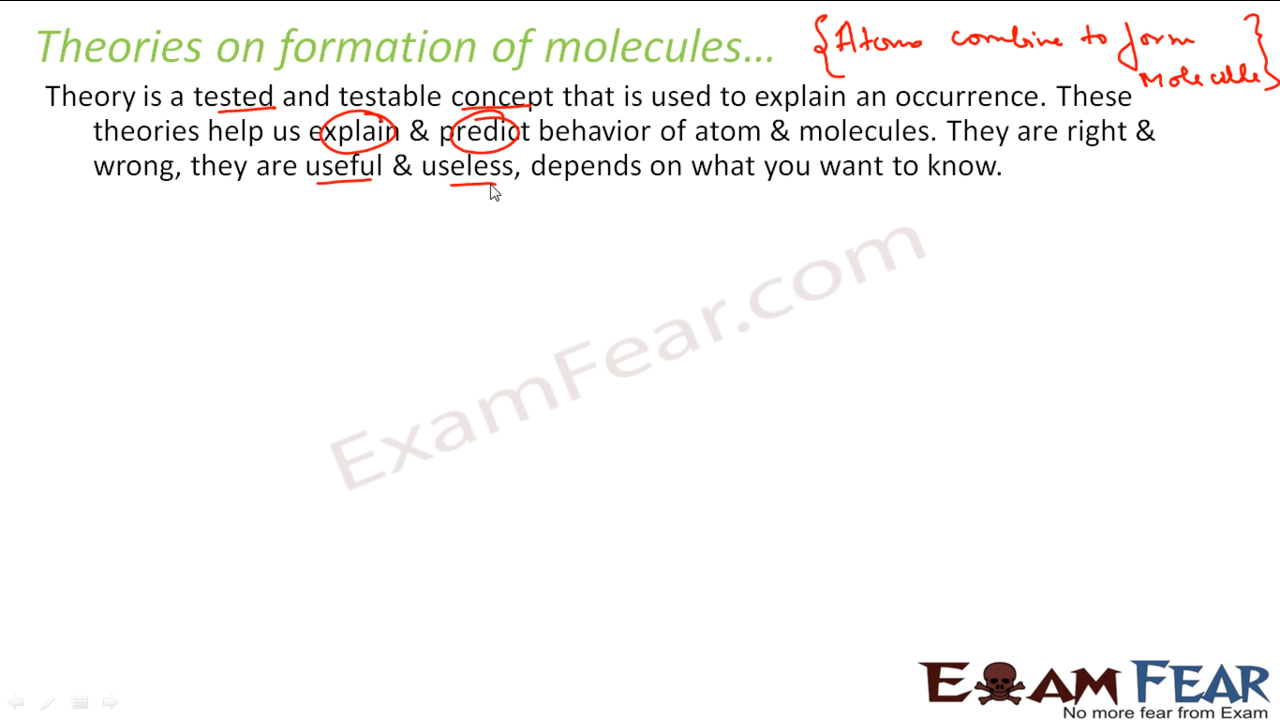 Theories on formation of molecules...
{Atoms combine to form
molecule}
Theory is a tested and testable concept that is used to explain an occurrence. These
theories help us explain & predict behavior of atom & molecules. They are right &
wrong, they are useful & useless, depends on what you want to know.
ExamFear.com
EXAM FEAR
No more fear from Exam